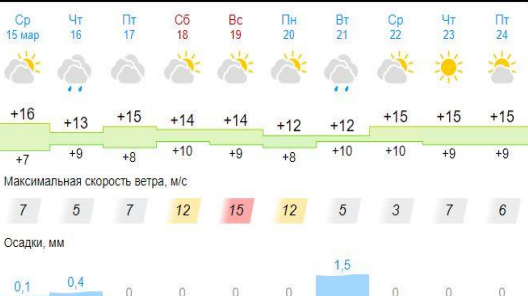 Ср Чт Пт Сб Вс Пн Вт Ср Чт Пт
15 мар 16 17 18 19 20 21 22 23 24
+16 +13 +15 +14 +14 +12 +12 +15 +15 +15
+7 +9 +8 +10 +9 +8 +10 +10 +9 +9
Максимальная скорость ветра, м/с
7 5 7 12 15 12 5 3 7 6
Осадки, мм
0,1 0,4 0 0 0 0 1,5 0 0 0